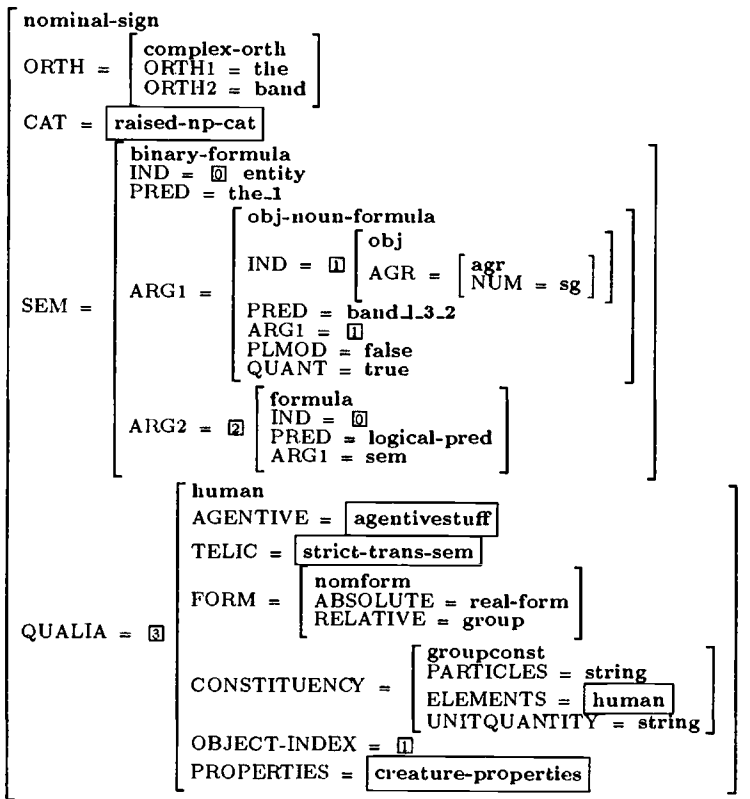 nominal-sign
complex-orth
ORTH = ORTH1 = the
ORTH2 = band
CAT = raised-np-cat
binary-formula
IND = 0 entity
PRED = the_1
obj-noun-formula
obj
IND = 1 AGR = agr
NUM = sg
SEM = ARG1 =
PRED = band_1_3_2
ARG1 = 1
PLMOD = false
QUANT = true
formula
IND = 0
ARG2 = 2 PRED = logical-pred
ARG1 = sem
human
AGENTIVE = agentivestuff
TELIC = strict-trans-sem
nomform
FORM = ABSOLUTE = real-form
RELATIVE = group
QUALIA = 3
groupconst
PARTICLES = string
CONSTITUENCY = ELEMENTS = human
UNITQUANTITY = string
OBJECT-INDEX = 1
PROPERTIES = creature-properties